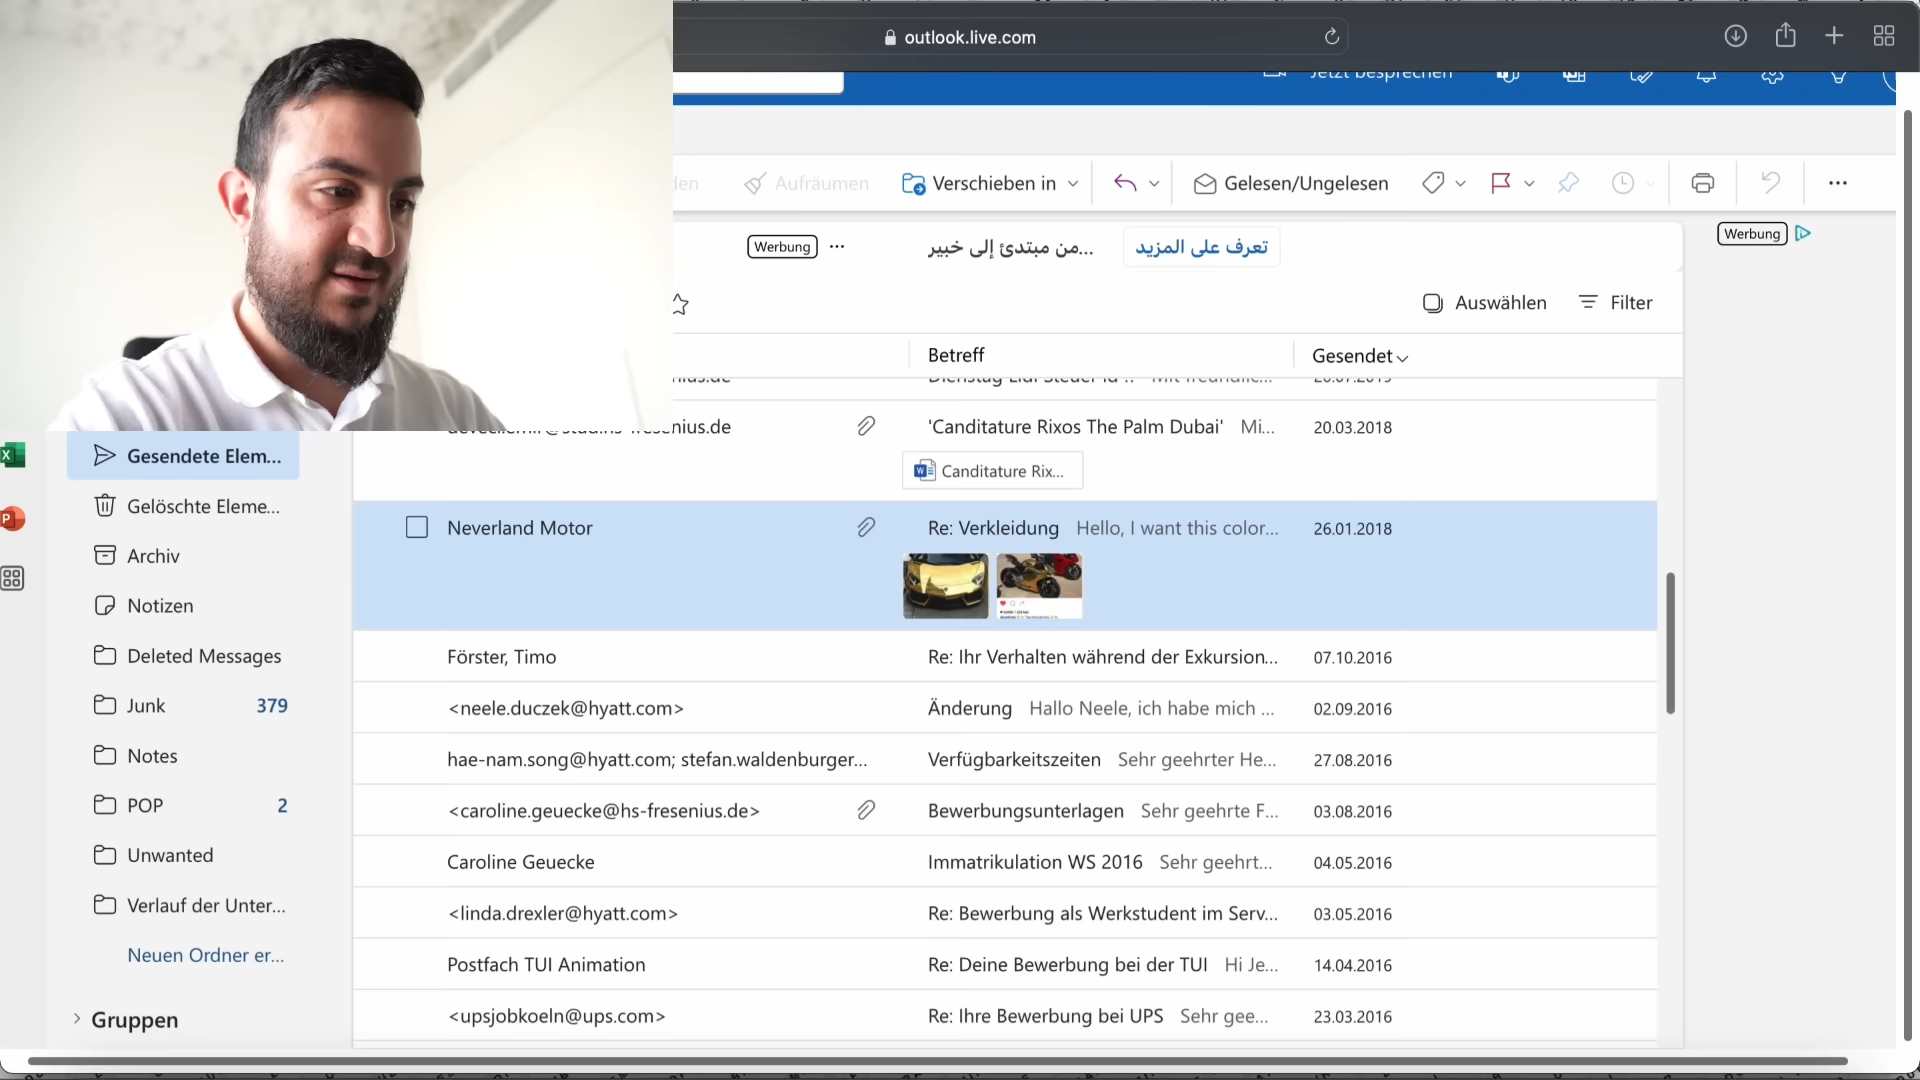 outlook.live.com
Jetzt besprechen
Aufräumen
Verschieben in
Gelesen/Ungelesen
Werbung
من مبتدئ إلى خبير...
تعرف على المزيد
Werbung
Auswählen
Filter
Betreff
Gesendet
'Canditature Rixos The Palm Dubai' Mi... 20.03.2018
Canditature Rix...
Neverland Motor Re: Verkleidung Hello, I want this color... 26.01.2018
Förster, Timo Re: Ihr Verhalten während der Exkursion... 07.10.2016
<neele.duczek@hyatt.com> Änderung Hallo Neele, ich habe mich ... 02.09.2016
hae-nam.song@hyatt.com; stefan.waldenburger... Verfügbarkeitszeiten Sehr geehrter He... 27.08.2016
<caroline.geuecke@hs-fresenius.de> Bewerbungsunterlagen Sehr geehrte F... 03.08.2016
Caroline Geuecke Immatrikulation WS 2016 Sehr geehrt... 04.05.2016
<linda.drexler@hyatt.com> Re: Bewerbung als Werkstudent im Serv... 03.05.2016
Postfach TUI Animation Re: Deine Bewerbung bei der TUI Hi Je... 14.04.2016
<upsjobkoeln@ups.com> Re: Ihre Bewerbung bei UPS Sehr gee... 23.03.2016
Gesendete Elem...
Gelöschte Eleme...
Archiv
Notizen
Deleted Messages
Junk 379
Notes
POP 2
Unwanted
Verlauf der Unter...
Neuen Ordner er...
Gruppen